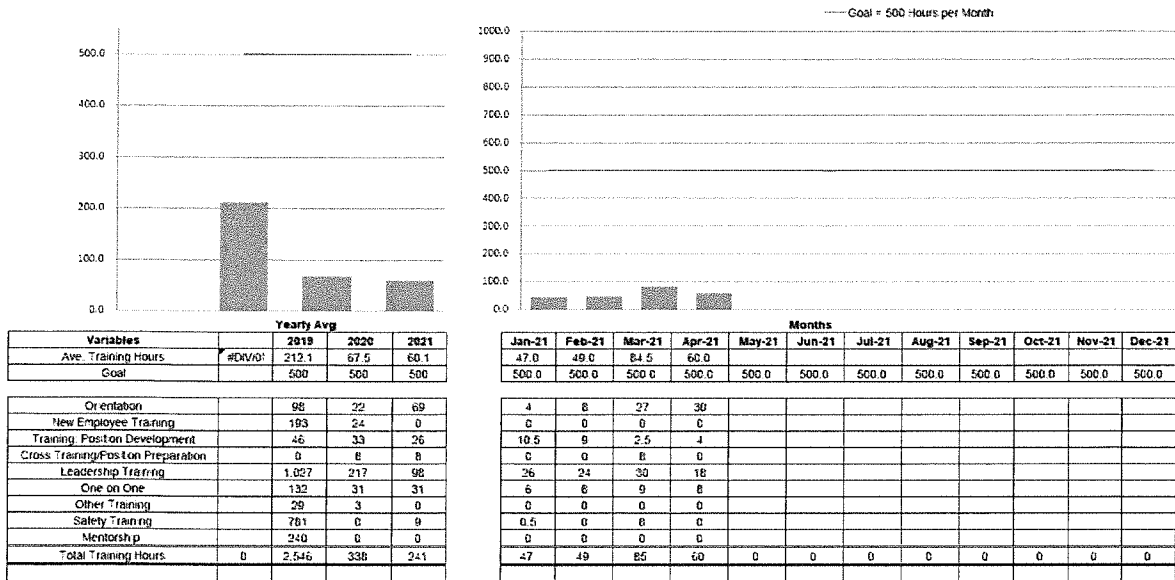 Goal = 500 Hours per Month
500.0
400.0
300.0
200.0
100.0
0.0
1000.0
900.0
800.0
700.0
600.0
500.0
400.0
300.0
200.0
100.0
0.0
Yearly Avg
Variables 2019 2020 2021
Ave. Training Hours #DIV/0! 212.1 67.5 60.1
Goal 500 500 500
Months
Jan-21 Feb-21 Mar-21 Apr-21 May-21 Jun-21 Jul-21 Aug-21 Sep-21 Oct-21 Nov-21 Dec-21
47.0 49.0 84.5 60.0
500.0 500.0 500.0 500.0 500.0 500.0 500.0 500.0 500.0 500.0 500.0 500.0
Orientation 98 22 69 4 8 27 30
New Employee Training 193 24 0 0 0 0 0
Training: Position Development 46 33 26 10.5 9 2.5 4
Cross Training/Position Preparation 0 8 8 0 0 8 0
Leadership Training 1,027 217 98 26 24 30 18
One on One 132 31 31 6 8 9 8
Other Training 29 3 0 0 0 0 0
Safety Training 781 0 9 0.5 0 8 0
Mentorship 240 0 0 0 0 0 0
Total Training Hours 0 2,546 338 241 47 49 85 60 0 0 0 0 0 0 0 0